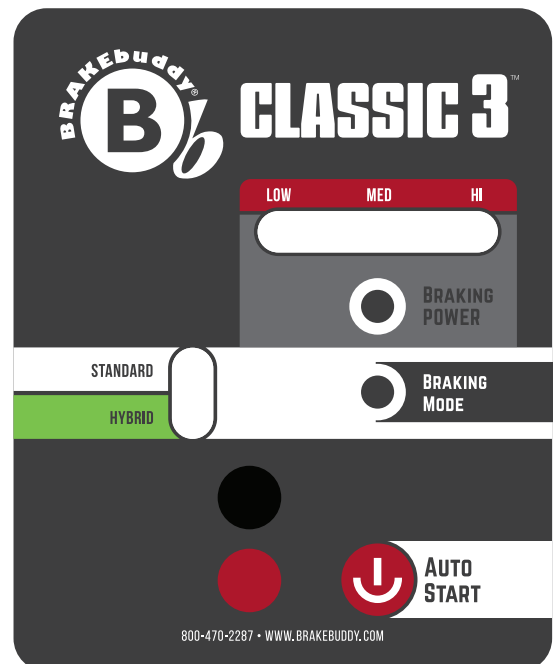 BRAKEbuddy®
B b
CLASSIC 3™
LOW MED HI
BRAKING
POWER
STANDARD
HYBRID
BRAKING
MODE
AUTO
START
800-470-2287 • WWW.BRAKEBUDDY.COM